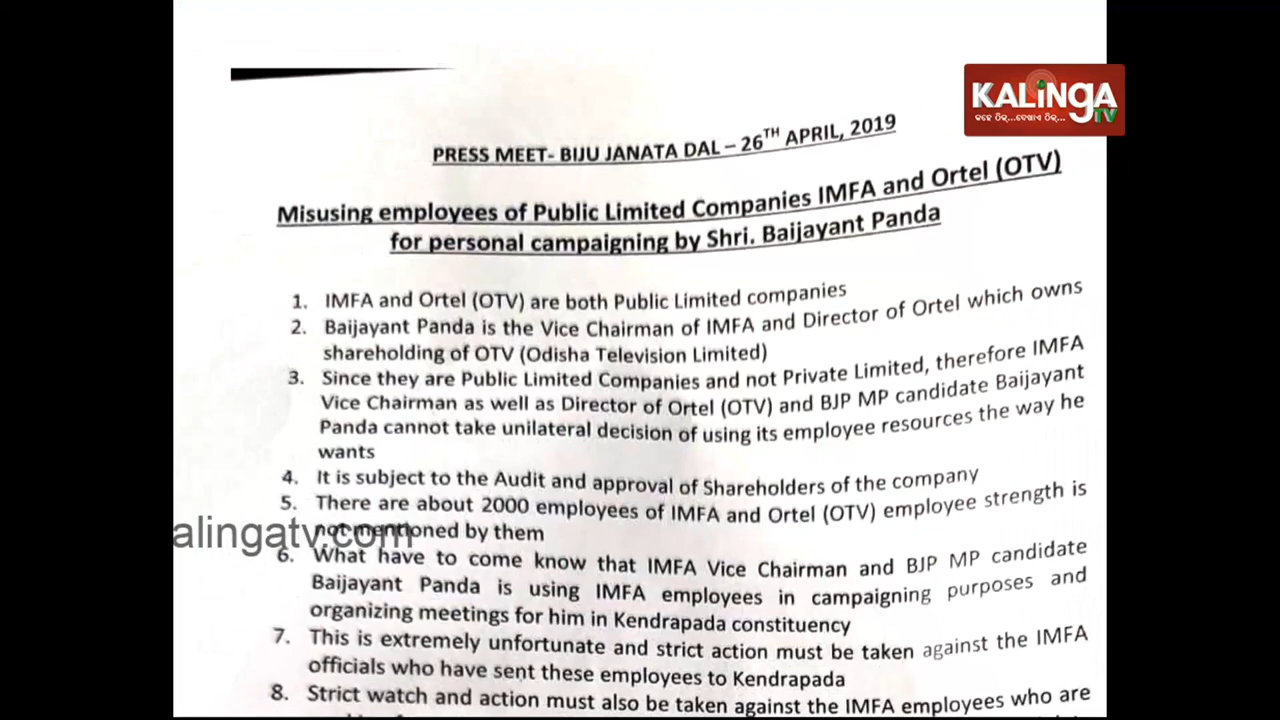 KALiNGA TV
କହେ ଠିକ୍...ଦେଖାଏ ଠିକ୍...
PRESS MEET- BIJU JANATA DAL – 26TH APRIL, 2019
Misusing employees of Public Limited Companies IMFA and Ortel (OTV)
for personal campaigning by Shri. Baijayant Panda
1. IMFA and Ortel (OTV) are both Public Limited companies
2. Baijayant Panda is the Vice Chairman of IMFA and Director of Ortel which owns
shareholding of OTV (Odisha Television Limited)
3. Since they are Public Limited Companies and not Private Limited, therefore IMFA
Vice Chairman as well as Director of Ortel (OTV) and BJP MP candidate Baijayant
Panda cannot take unilateral decision of using its employee resources the way he
wants
4. It is subject to the Audit and approval of Shareholders of the company
5. There are about 2000 employees of IMFA and Ortel (OTV) employee strength is
not mentioned by them
alingatv.com
6. What have to come know that IMFA Vice Chairman and BJP MP candidate
Baijayant Panda is using IMFA employees in campaigning purposes and
organizing meetings for him in Kendrapada constituency
7. This is extremely unfortunate and strict action must be taken against the IMFA
officials who have sent these employees to Kendrapada
8. Strict watch and action must also be taken against the IMFA employees who are